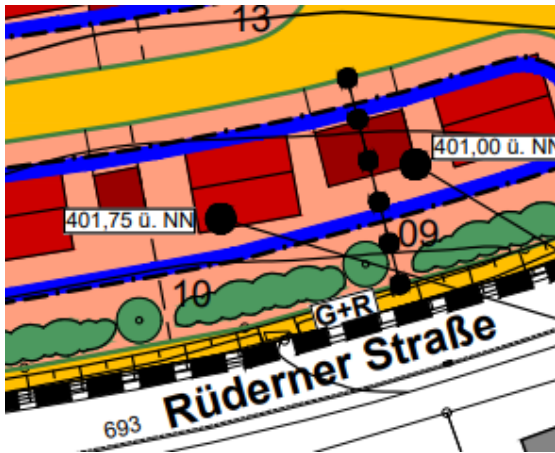 13
401,00 ü. NN
401,75 ü. NN
09
10
G+R
Rüderner Straße
693